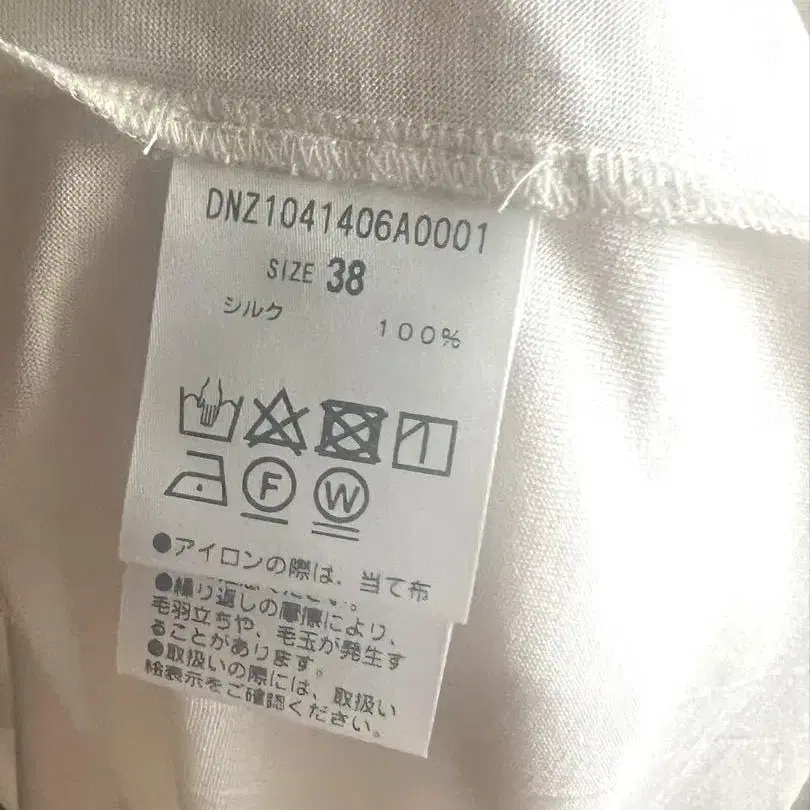 DNZ1041406A0001
SIZE 38
シルク 100%
F W
●アイロンの際は、当て布
●繰り返しの摩擦により、
毛羽立ちや、毛玉が発生す
ることがあります。
●取扱いの際には、取扱い
絵表示をご確認ください。